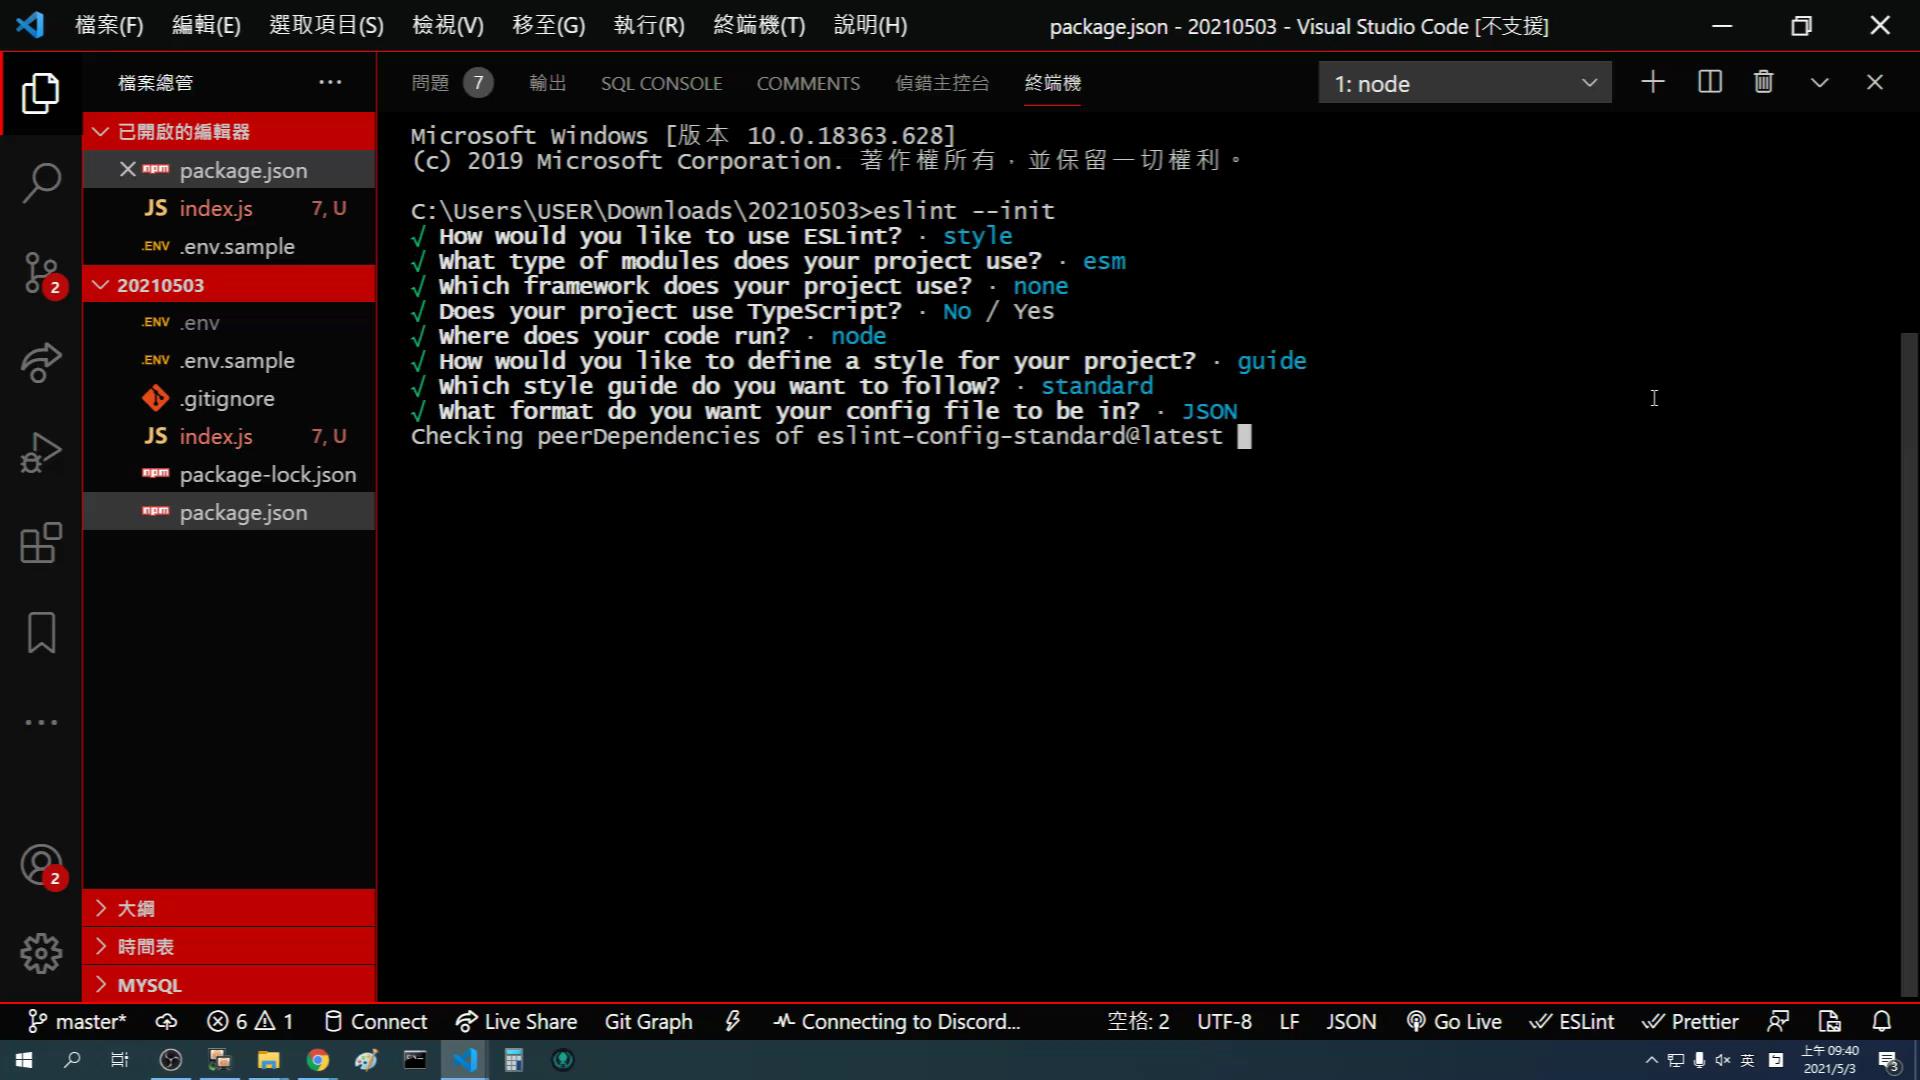 檔案(F) 編輯(E) 選取項目(S) 檢視(V) 移至(G) 執行(R) 終端機(T) 說明(H) package.json - 20210503 - Visual Studio Code [不支援]
檔案總管 ···
問題 7 輸出 SQL CONSOLE COMMENTS 偵錯主控台 終端機 1: node
已開啟的編輯器
npm package.json
JS index.js 7, U
.ENV .env.sample
20210503
.ENV .env
.ENV .env.sample
.gitignore
JS index.js 7, U
npm package-lock.json
npm package.json
大綱
時間表
MYSQL
2
2
Microsoft Windows [版本 10.0.18363.628]
(c) 2019 Microsoft Corporation. 著作權所有，並保留一切權利。
C:\Users\USER\Downloads\20210503>eslint --init
√ How would you like to use ESLint? · style
√ What type of modules does your project use? · esm
√ Which framework does your project use? · none
√ Does your project use TypeScript? · No / Yes
√ Where does your code run? · node
√ How would you like to define a style for your project? · guide
√ Which style guide do you want to follow? · standard
√ What format do you want your config file to be in? · JSON
Checking peerDependencies of eslint-config-standard@latest
master* 6 1 Connect Live Share Git Graph Connecting to Discord... 空格: 2 UTF-8 LF JSON Go Live ESLint Prettier
英 上午 09:40
2021/5/3
3